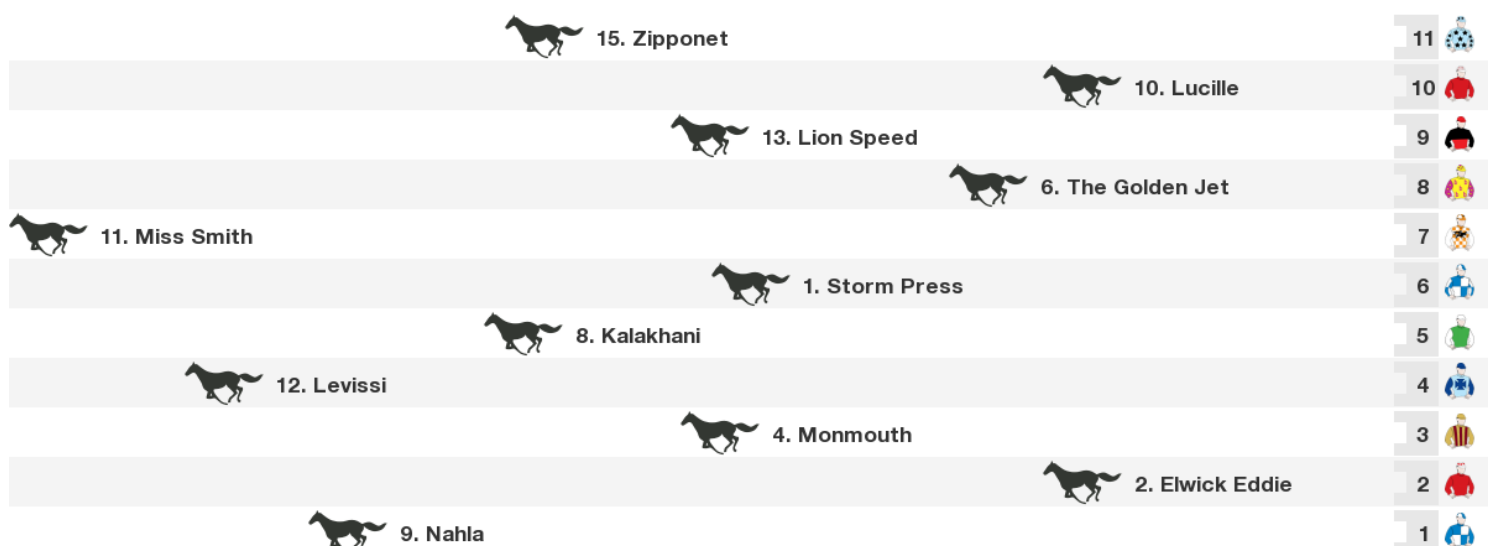 15. Zipponet 11
10. Lucille 10
13. Lion Speed 9
6. The Golden Jet 8
11. Miss Smith 7
1. Storm Press 6
8. Kalakhani 5
12. Levissi 4
4. Monmouth 3
2. Elwick Eddie 2
9. Nahla 1